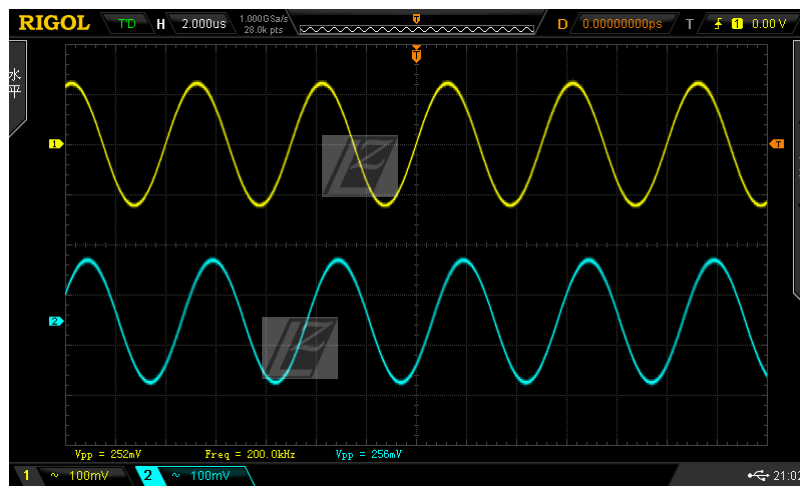 RIGOL T'D H 2.000us 1.000GSa/s 28.0k pts D 0.00000000ps T 1 0.00 V
水平
T
1
T
2
Vpp = 252mV Freq = 200.0kHz Vpp = 256mV
1 ~ 100mV 2 ~ 100mV 21:02